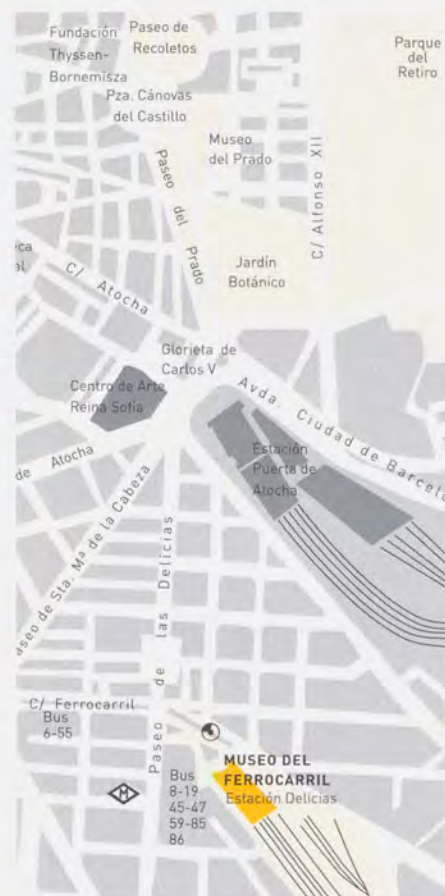 Fundación
Thyssen-
Bornemisza
Paseo de
Recoletos
Parque
del
Retiro
Pza. Cánovas
del Castillo
Museo
del Prado
Paseo del Prado
C/ Alfonso XII
Jardín
Botánico
C/ Atocha
Glorieta de
Carlos V
Centro de Arte
Reina Sofía
Avda. Ciudad de Barcel
Estación
Puerta de
Atocha
de Atocha
aseo de Sta. Mª de la Cabeza
Paseo de las Delicias
C/ Ferrocarril
Bus
6-55
M
Bus
8-19
45-47
59-85
86
MUSEO DEL
FERROCARRIL
Estación Delicias